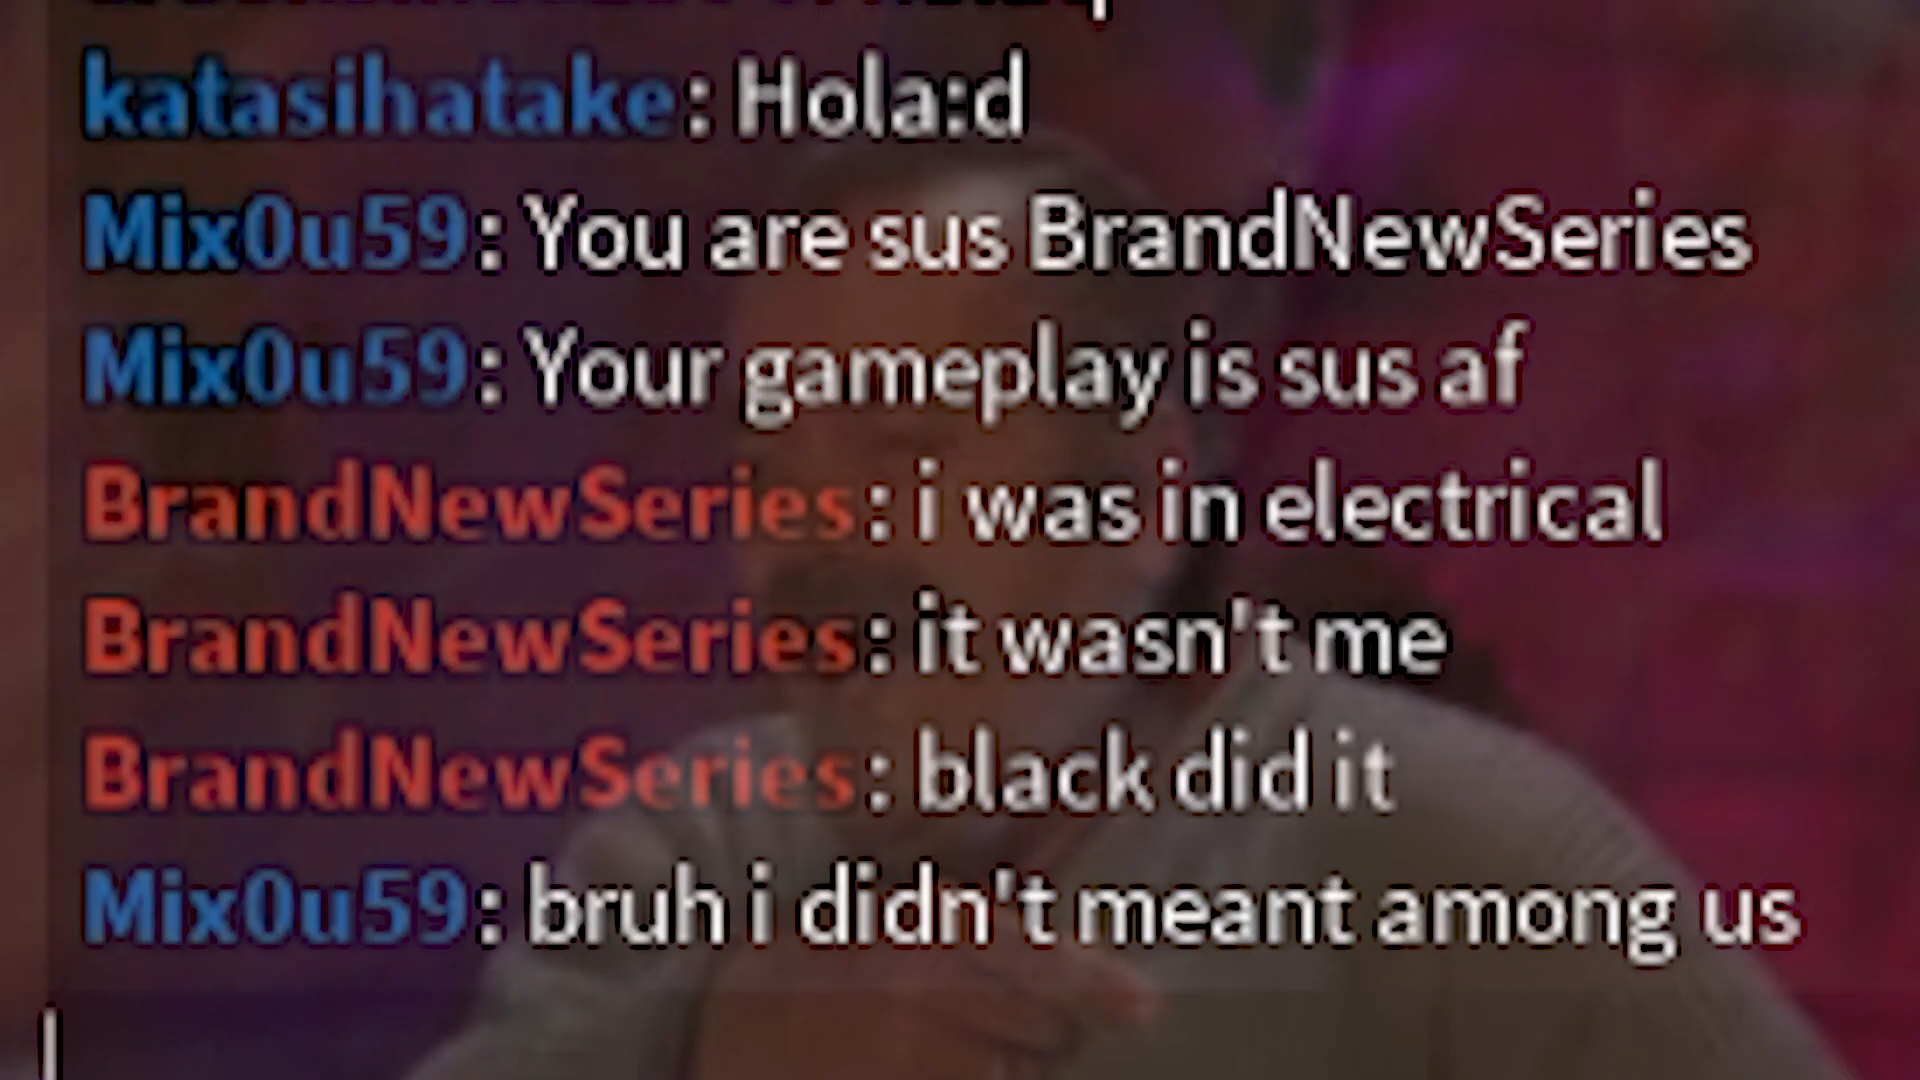 katasihatake: Hola:d
Mix0u59: You are sus BrandNewSeries
Mix0u59: Your gameplay is sus af
BrandNewSeries: i was in electrical
BrandNewSeries: it wasn't me
BrandNewSeries: black did it
Mix0u59: bruh i didn't meant among us